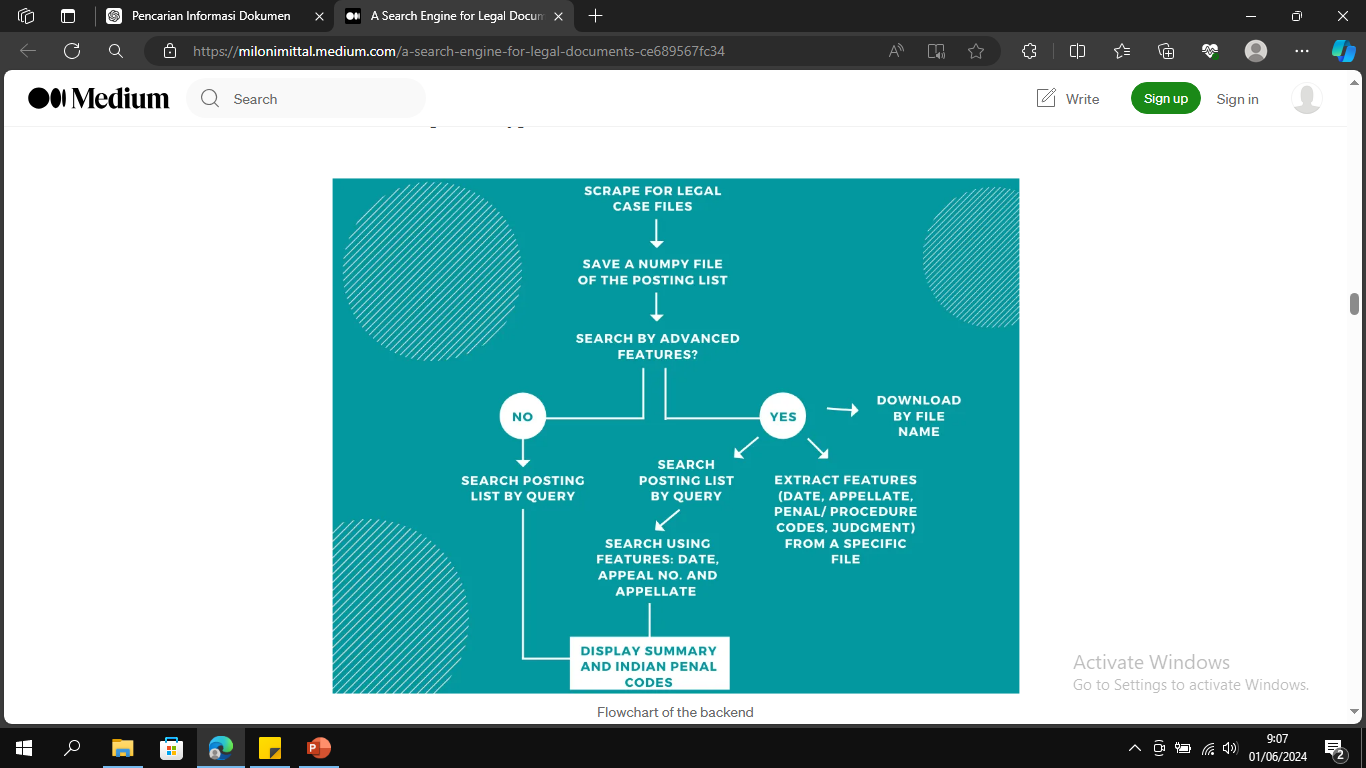 Pencarian Informasi Dokumen
A Search Engine for Legal Docum
https://milonimittal.medium.com/a-search-engine-for-legal-documents-ce689567fc34
Medium
Search
Write
Sign up
Sign in
SCRAPE FOR LEGAL
CASE FILES
SAVE A NUMPY FILE
OF THE POSTING LIST
SEARCH BY ADVANCED
FEATURES?
NO
YES
DOWNLOAD
BY FILE
NAME
SEARCH POSTING
LIST BY QUERY
SEARCH
POSTING LIST
BY QUERY
EXTRACT FEATURES
(DATE, APPELLATE,
PENAL/ PROCEDURE
CODES, JUDGMENT)
FROM A SPECIFIC
FILE
SEARCH USING
FEATURES: DATE,
APPEAL NO. AND
APPELLATE
DISPLAY SUMMARY
AND INDIAN PENAL
CODES
Flowchart of the backend
Activate Windows
Go to Settings to activate Windows.
9:07
01/06/2024
2